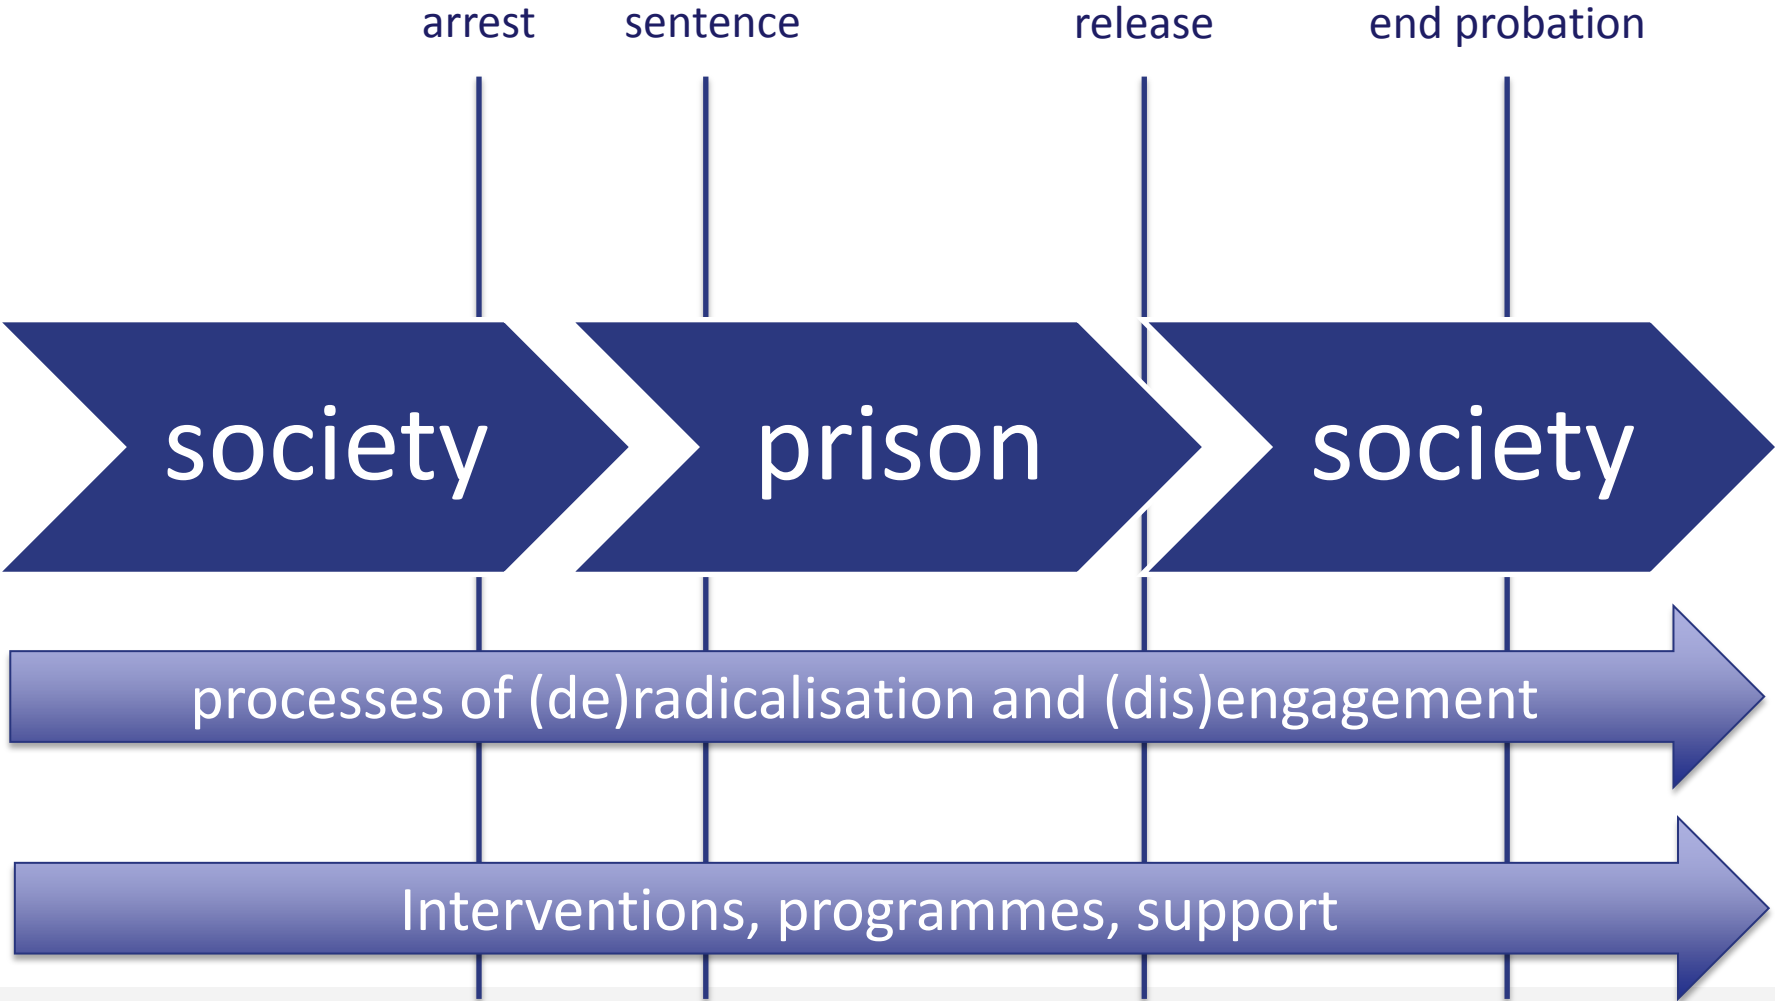 arrest sentence release end probation
society prison society
processes of (de)radicalisation and (dis)engagement
Interventions, programmes, support